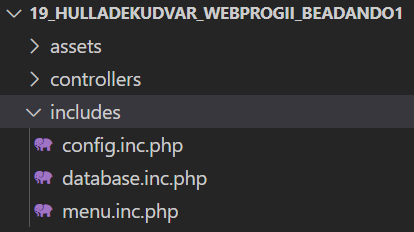 19_HULLADEKUDVAR_WEBPROGII_BEADANDO1
assets
controllers
includes
config.inc.php
database.inc.php
menu.inc.php